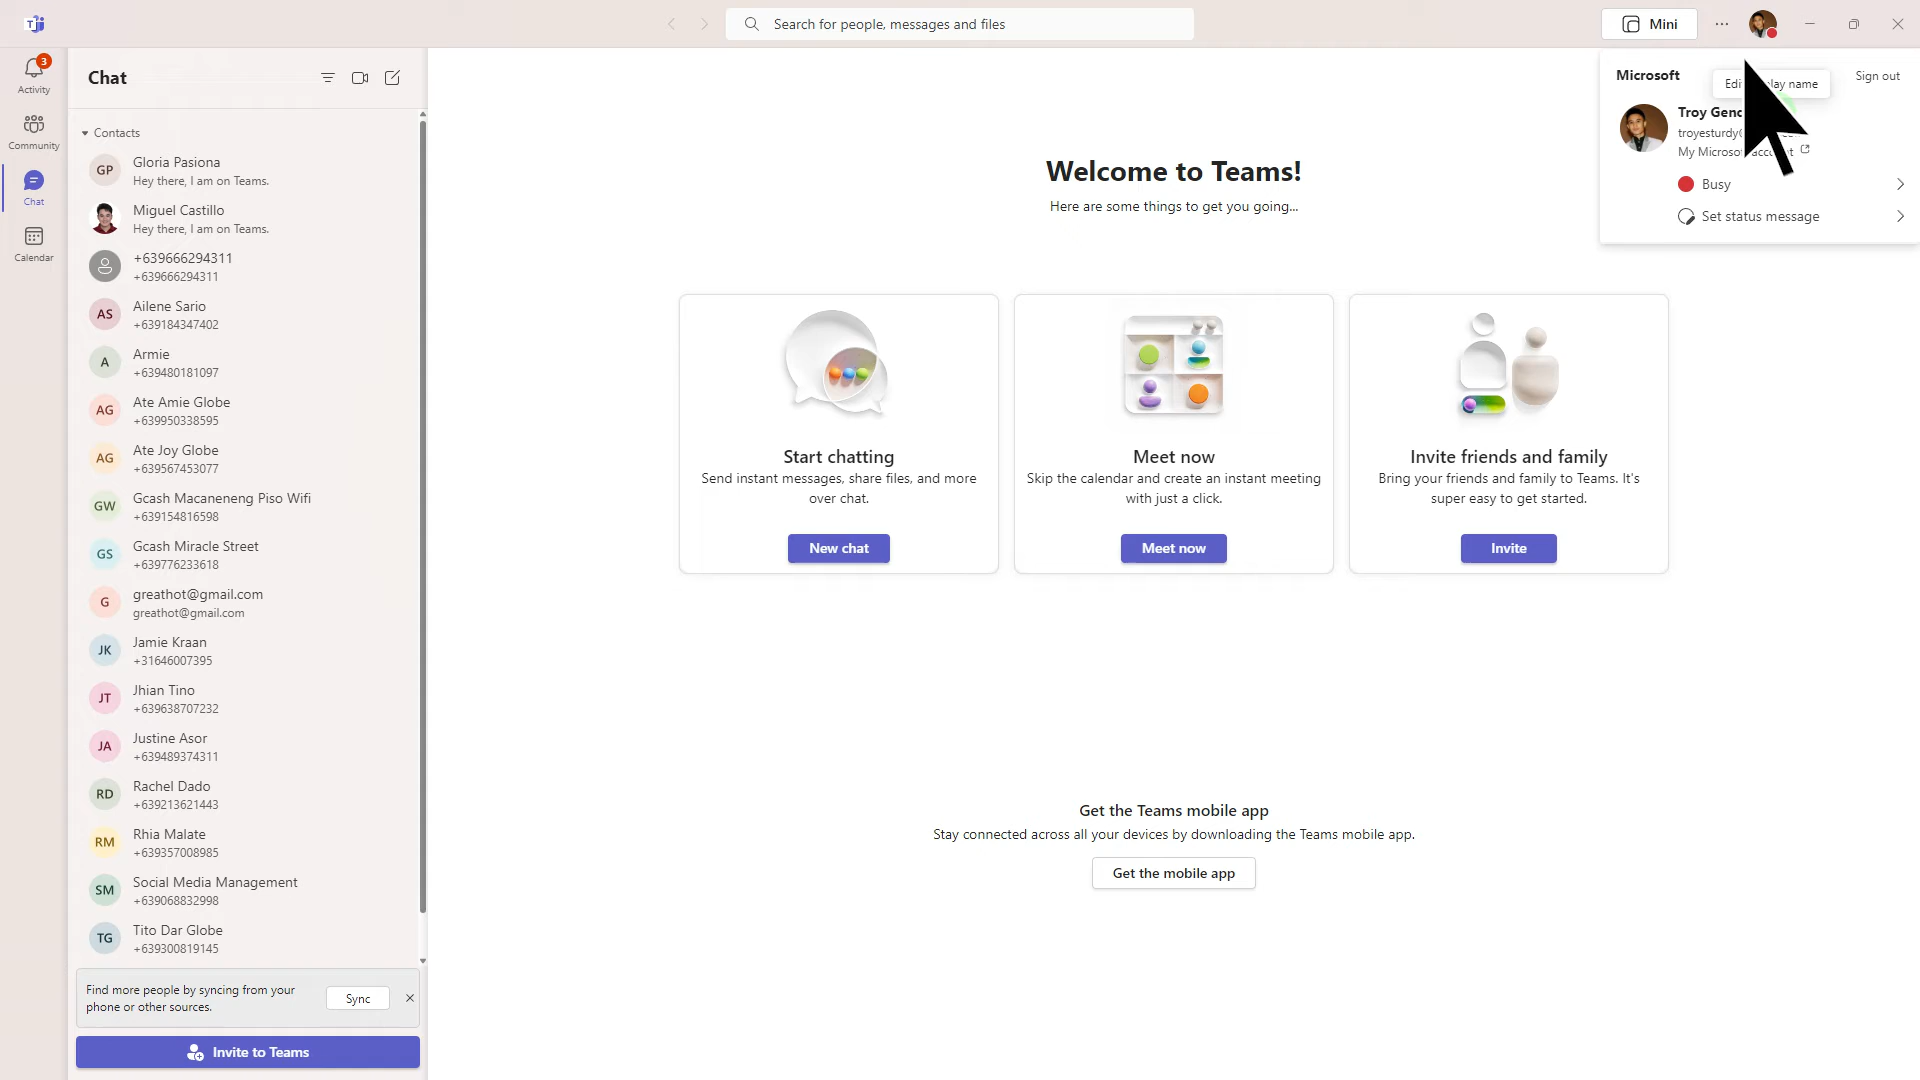 Search for people, messages and files
Mini
3
Activity
Community
Chat
Calendar
Chat
Contacts
GP
Gloria Pasiona
Hey there, I am on Teams.
Miguel Castillo
Hey there, I am on Teams.
+639666294311
+639666294311
AS
Ailene Sario
+639184347402
A
Armie
+639480181097
AG
Ate Amie Globe
+639950338595
AG
Ate Joy Globe
+639567453077
GW
Gcash Macaneneng Piso Wifi
+639154816598
GS
Gcash Miracle Street
+639776233618
G
greathot@gmail.com
greathot@gmail.com
JK
Jamie Kraan
+31646007395
JT
Jhian Tino
+639638707232
JA
Justine Asor
+639489374311
RD
Rachel Dado
+639213621443
RM
Rhia Malate
+639357008985
SM
Social Media Management
+639068832998
TG
Tito Dar Globe
+639300819145
Find more people by syncing from your
phone or other sources.
Sync
Invite to Teams
Welcome to Teams!
Here are some things to get you going...
Start chatting
Send instant messages, share files, and more
over chat.
New chat
Meet now
Skip the calendar and create an instant meeting
with just a click.
Meet now
Invite friends and family
Bring your friends and family to Teams. It's
super easy to get started.
Invite
Get the Teams mobile app
Stay connected across all your devices by downloading the Teams mobile app.
Get the mobile app
Microsoft
name
Sign out
Troy
My
Busy
Set status message